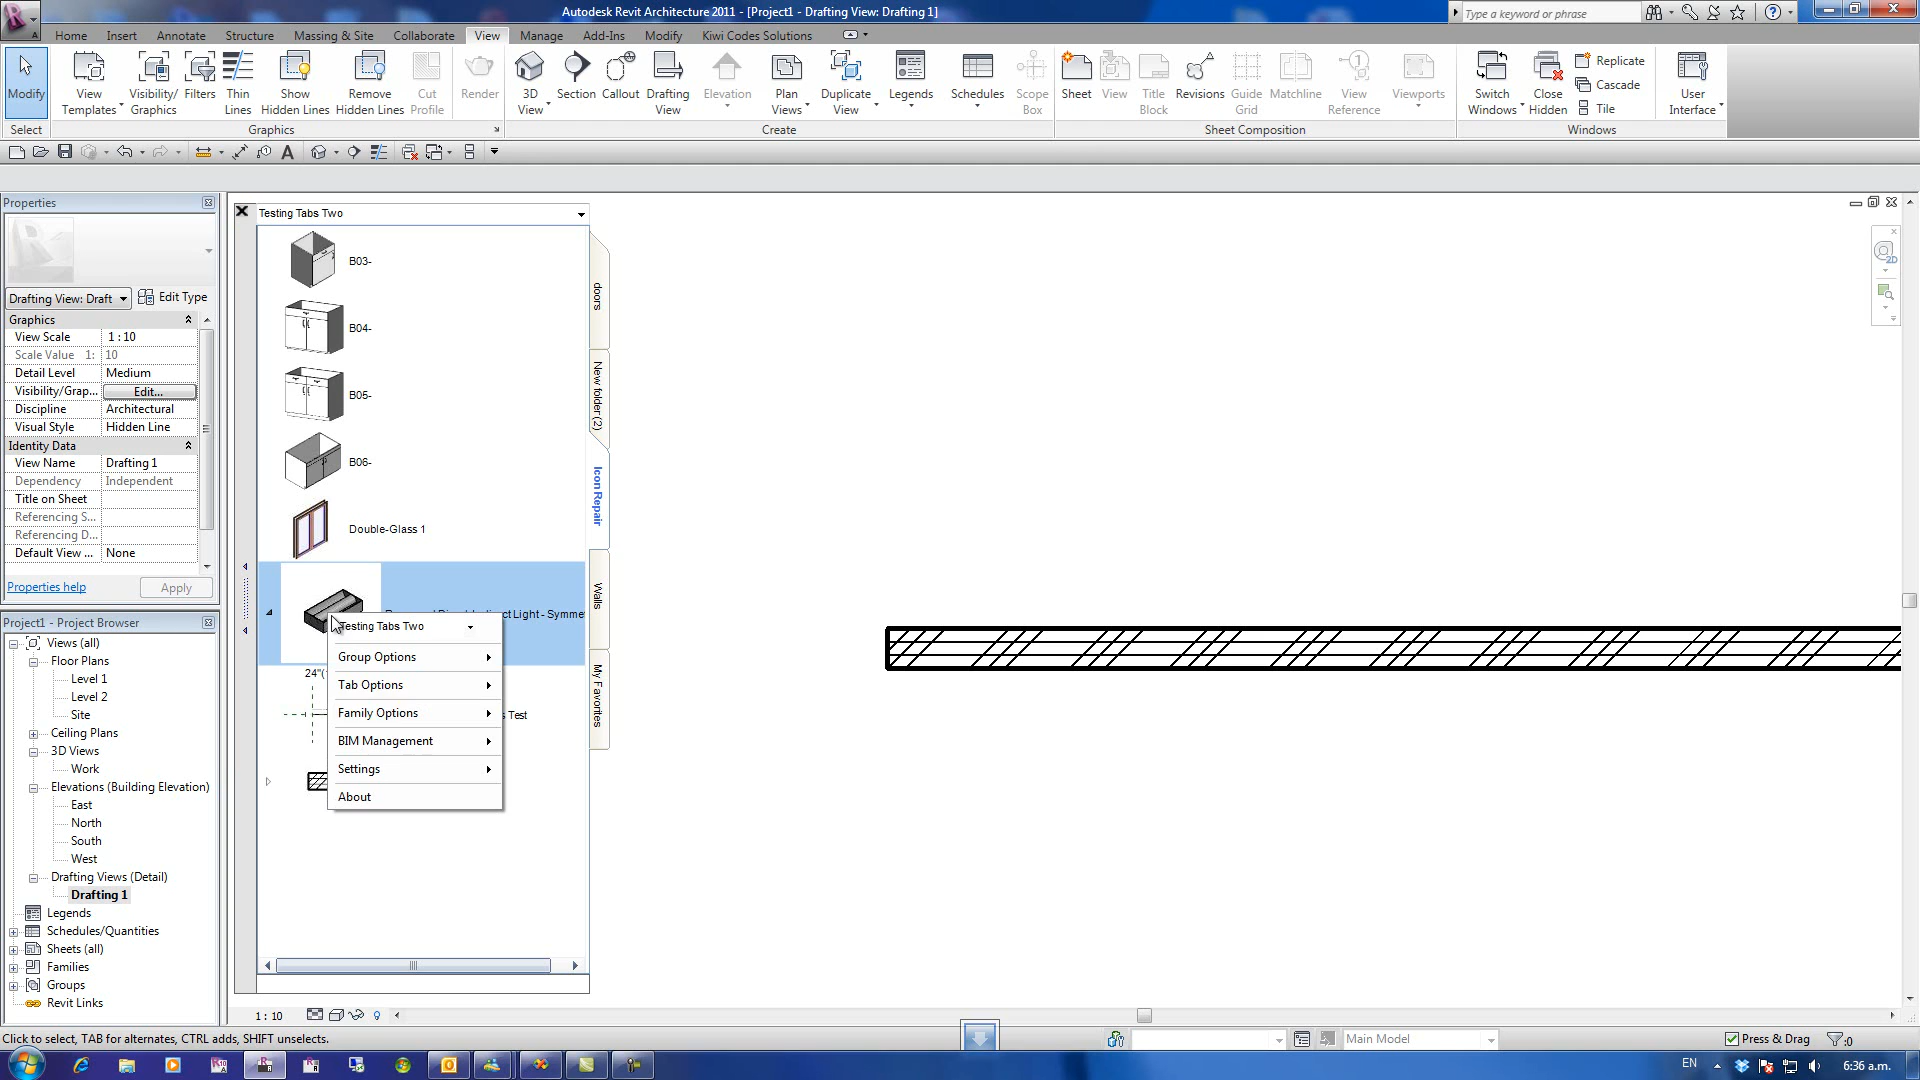 Autodesk Revit Architecture 2011 - [Project1 - Drafting View: Drafting 1]
Type a keyword or phrase
Home Insert Annotate Structure Massing & Site Collaborate View Manage Add-Ins Modify Kiwi Codes Solutions
Modify
View Templates
Visibility/ Graphics
Filters
Thin Lines
Show Hidden Lines
Remove Hidden Lines
Cut Profile
Render
3D View
Section
Callout
Drafting View
Elevation
Plan Views
Duplicate View
Legends
Schedules
Scope Box
Sheet
View
Title Block
Revisions
Guide Grid
Matchline
View Reference
Viewports
Switch Windows
Close Hidden
Replicate
Cascade
Tile
User Interface
Select Graphics Create Sheet Composition Windows
Properties
Drafting View: Draft
Edit Type
Graphics
View Scale 1 : 10
Scale Value 1: 10
Detail Level Medium
Visibility/Grap... Edit...
Discipline Architectural
Visual Style Hidden Line
Identity Data
View Name Drafting 1
Dependency Independent
Title on Sheet
Referencing S...
Referencing D...
Default View ... None
Properties help Apply
Project1 - Project Browser
Views (all)
Floor Plans
Level 1
Level 2
Site
Ceiling Plans
3D Views
Work
Elevations (Building Elevation)
East
North
South
West
Drafting Views (Detail)
Drafting 1
Legends
Schedules/Quantities
Sheets (all)
Families
Groups
Revit Links
Testing Tabs Two
B03-
B04-
B05-
B06-
Double-Glass 1
ct Light - Symme
24"(
s Test
Testing Tabs Two
Group Options
Tab Options
Family Options
BIM Management
Settings
About
doors
New folder (2)
Icon Repair
Walls
My Favorites
2D
1 : 10
Click to select, TAB for alternates, CTRL adds, SHIFT unselects.
Main Model
Press & Drag
:0
EN
6:36 a.m.